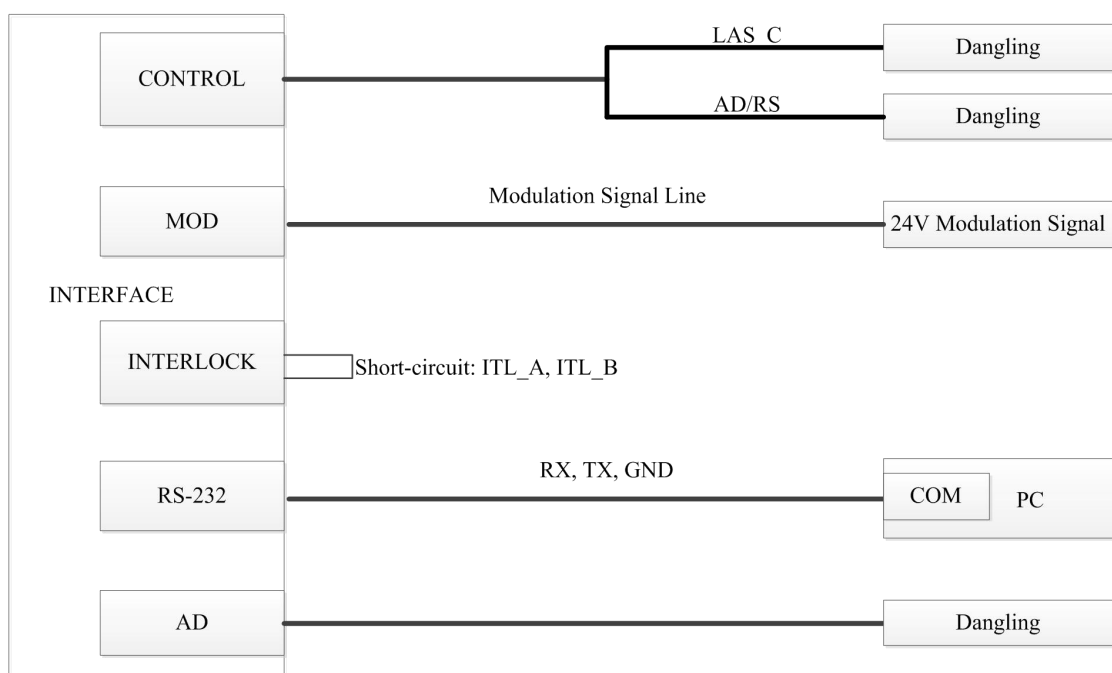 LAS_C
Dangling
CONTROL
AD/RS
Dangling
Modulation Signal Line
MOD
24V Modulation Signal
INTERFACE
INTERLOCK
Short-circuit: ITL_A, ITL_B
RX, TX, GND
RS-232
COM
PC
AD
Dangling